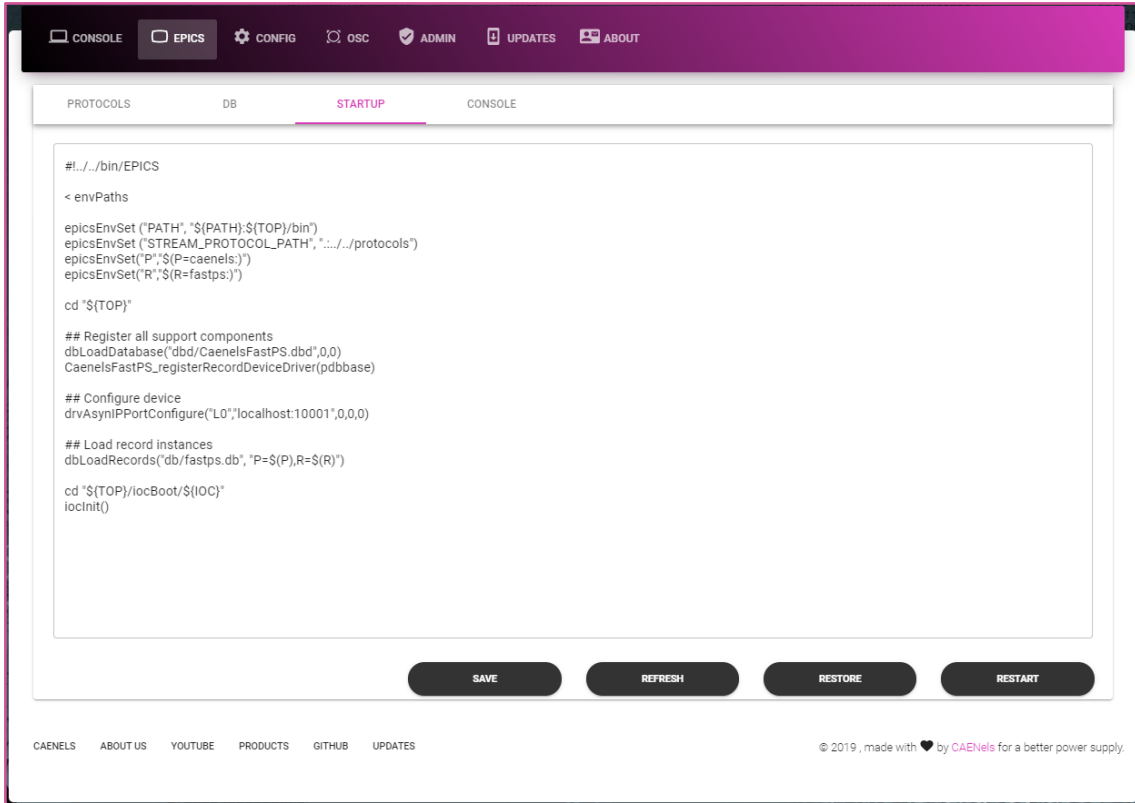 CONSOLE EPICS CONFIG OSC ADMIN UPDATES ABOUT
PROTOCOLS DB STARTUP CONSOLE
#!../../bin/EPICS
< envPaths
epicsEnvSet ("PATH", "${PATH}:${TOP}/bin")
epicsEnvSet ("STREAM_PROTOCOL_PATH", ".:../../protocols")
epicsEnvSet("P","$(P=caenels:)")
epicsEnvSet("R","$(R=fastps:)")
cd "${TOP}"
## Register all support components
dbLoadDatabase("dbd/CaenelsFastPS.dbd",0,0)
CaenelsFastPS_registerRecordDeviceDriver(pdbbase)
## Configure device
drvAsynIPPortConfigure("L0","localhost:10001",0,0,0)
## Load record instances
dbLoadRecords("db/fastps.db", "P=$(P),R=$(R)")
cd "${TOP}/iocBoot/${IOC}"
iocInit()
SAVE REFRESH RESTORE RESTART
CAENELS ABOUT US YOUTUBE PRODUCTS GITHUB UPDATES © 2019 , made with ♥ by CAENels for a better power supply.